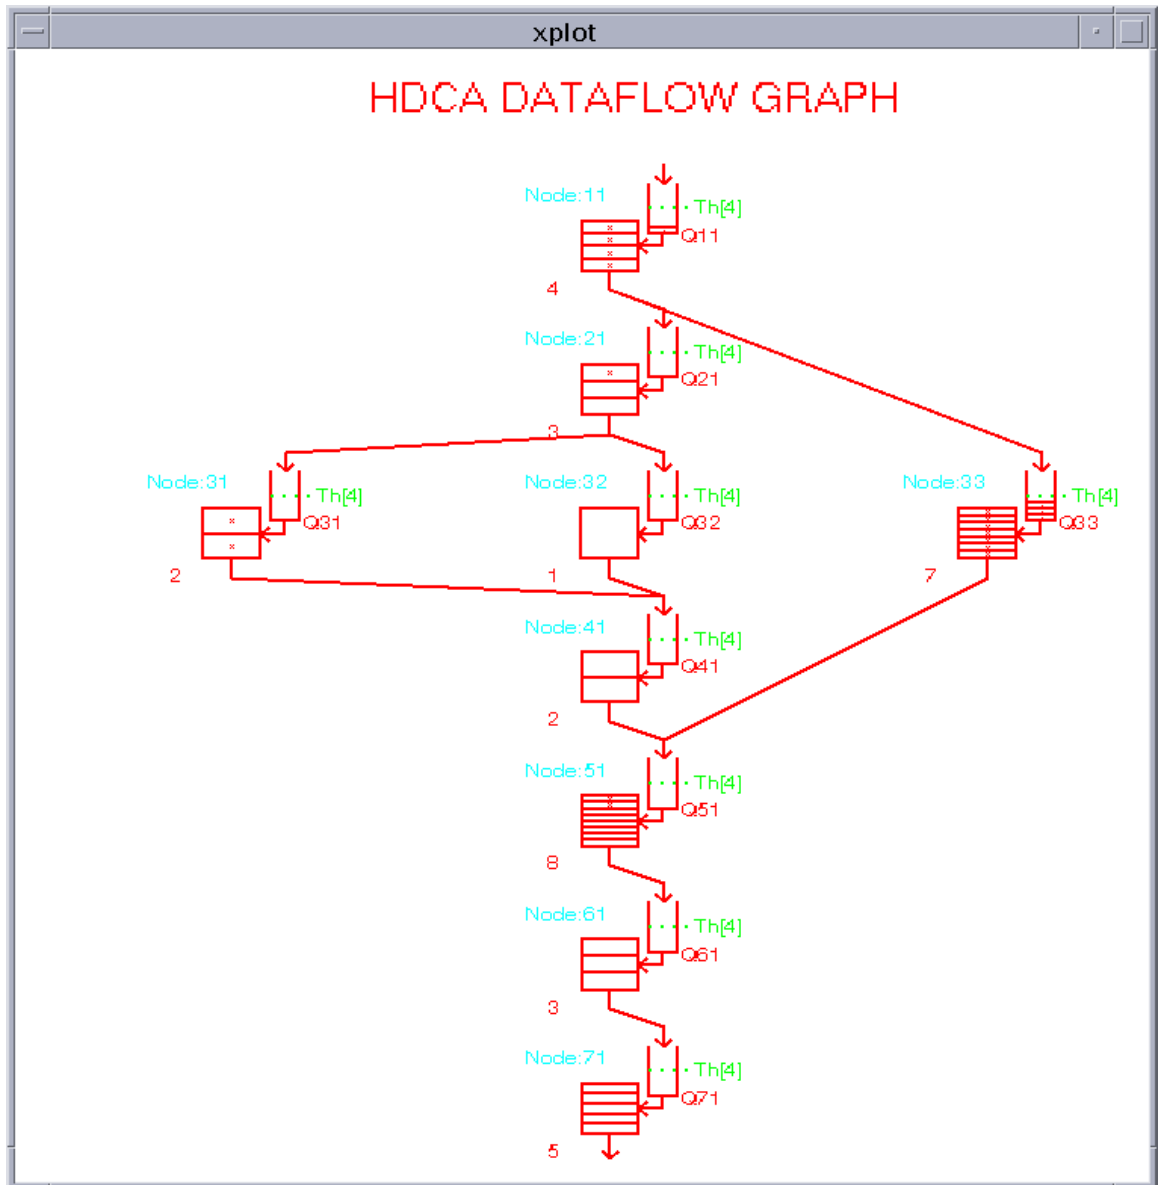 xplot
HDCA DATAFLOW GRAPH
Node:11
Th[4]
Q11
4
Node:21
Th[4]
Q21
3
Node:31
Th[4]
Q31
2
Node:32
Th[4]
Q32
1
Node:33
Th[4]
Q33
7
Node:41
Th[4]
Q41
2
Node:51
Th[4]
Q51
8
Node:61
Th[4]
Q61
3
Node:71
Th[4]
Q71
5